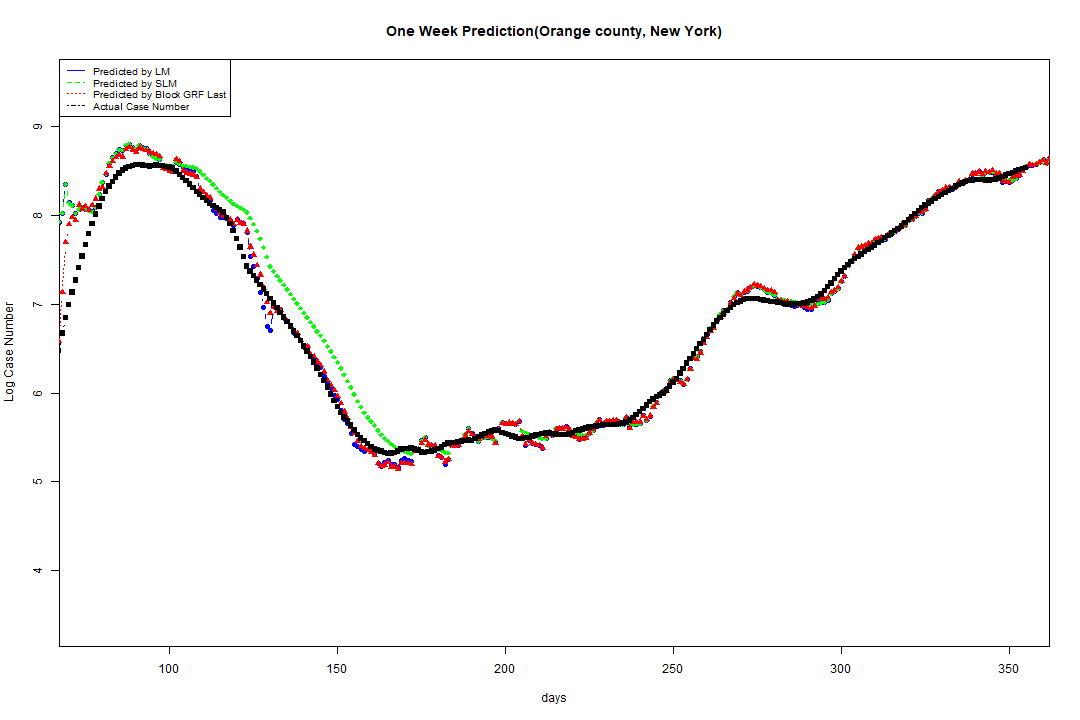 One Week Prediction(Orange county, New York)
Predicted by LM
Predicted by SLM
Predicted by Block GRF Last
Actual Case Number
9
8
7
6
5
4
Log Case Number
100 150 200 250 300 350
days